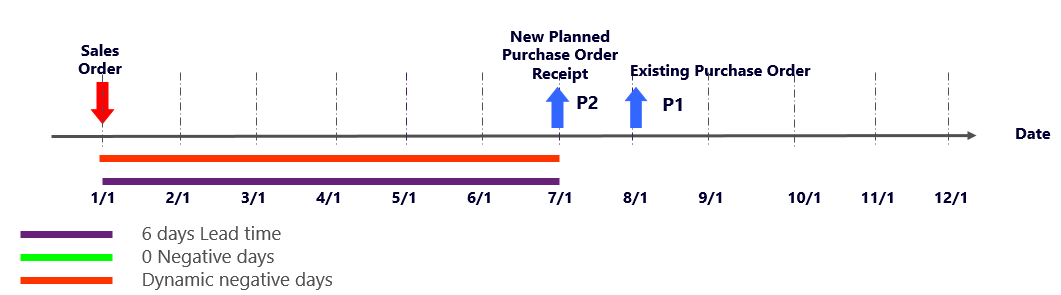 Sales
Order
New Planned
Purchase Order
Receipt
P2
Existing Purchase Order
P1
Date
1/1 2/1 3/1 4/1 5/1 6/1 7/1 8/1 9/1 10/1 11/1 12/1
6 days Lead time
0 Negative days
Dynamic negative days